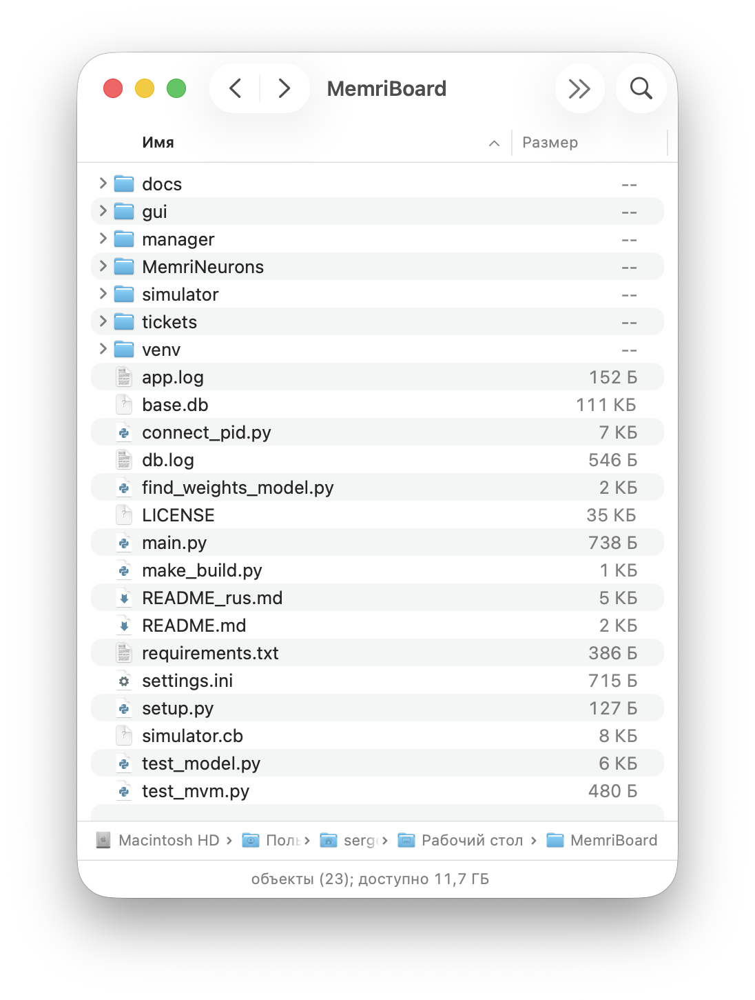 MemriBoard
Имя Размер
docs --
gui --
manager --
MemriNeurons --
simulator --
tickets --
venv --
app.log 152 Б
base.db 111 КБ
connect_pid.py 7 КБ
db.log 546 Б
find_weights_model.py 2 КБ
LICENSE 35 КБ
main.py 738 Б
make_build.py 1 КБ
README_rus.md 5 КБ
README.md 2 КБ
requirements.txt 386 Б
settings.ini 715 Б
setup.py 127 Б
simulator.cb 8 КБ
test_model.py 6 КБ
test_mvm.py 480 Б
Macintosh HD › Поль › serge › Рабочий стол › MemriBoard
объекты (23); доступно 11,7 ГБ